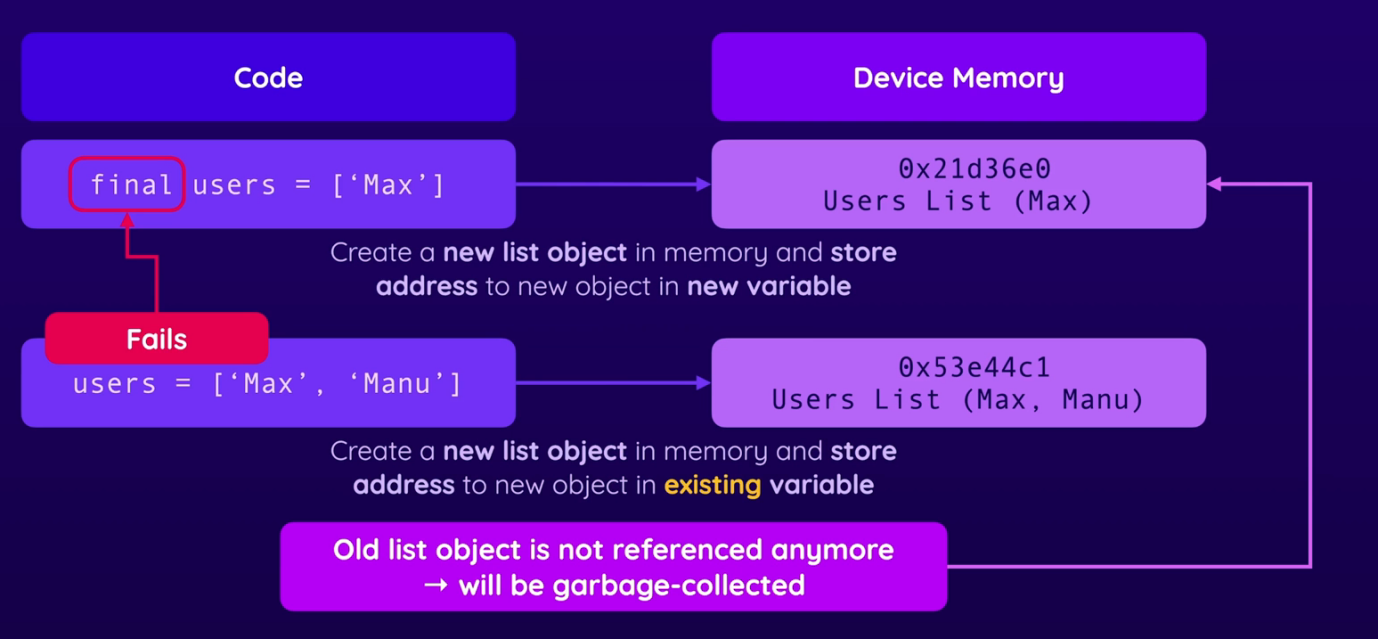 Code
Device Memory
final users = [‘Max’]
0x21d36e0
Users List (Max)
Create a new list object in memory and store
address to new object in new variable
Fails
users = [‘Max’, ‘Manu’]
0x53e44c1
Users List (Max, Manu)
Create a new list object in memory and store
address to new object in existing variable
Old list object is not referenced anymore
→ will be garbage-collected